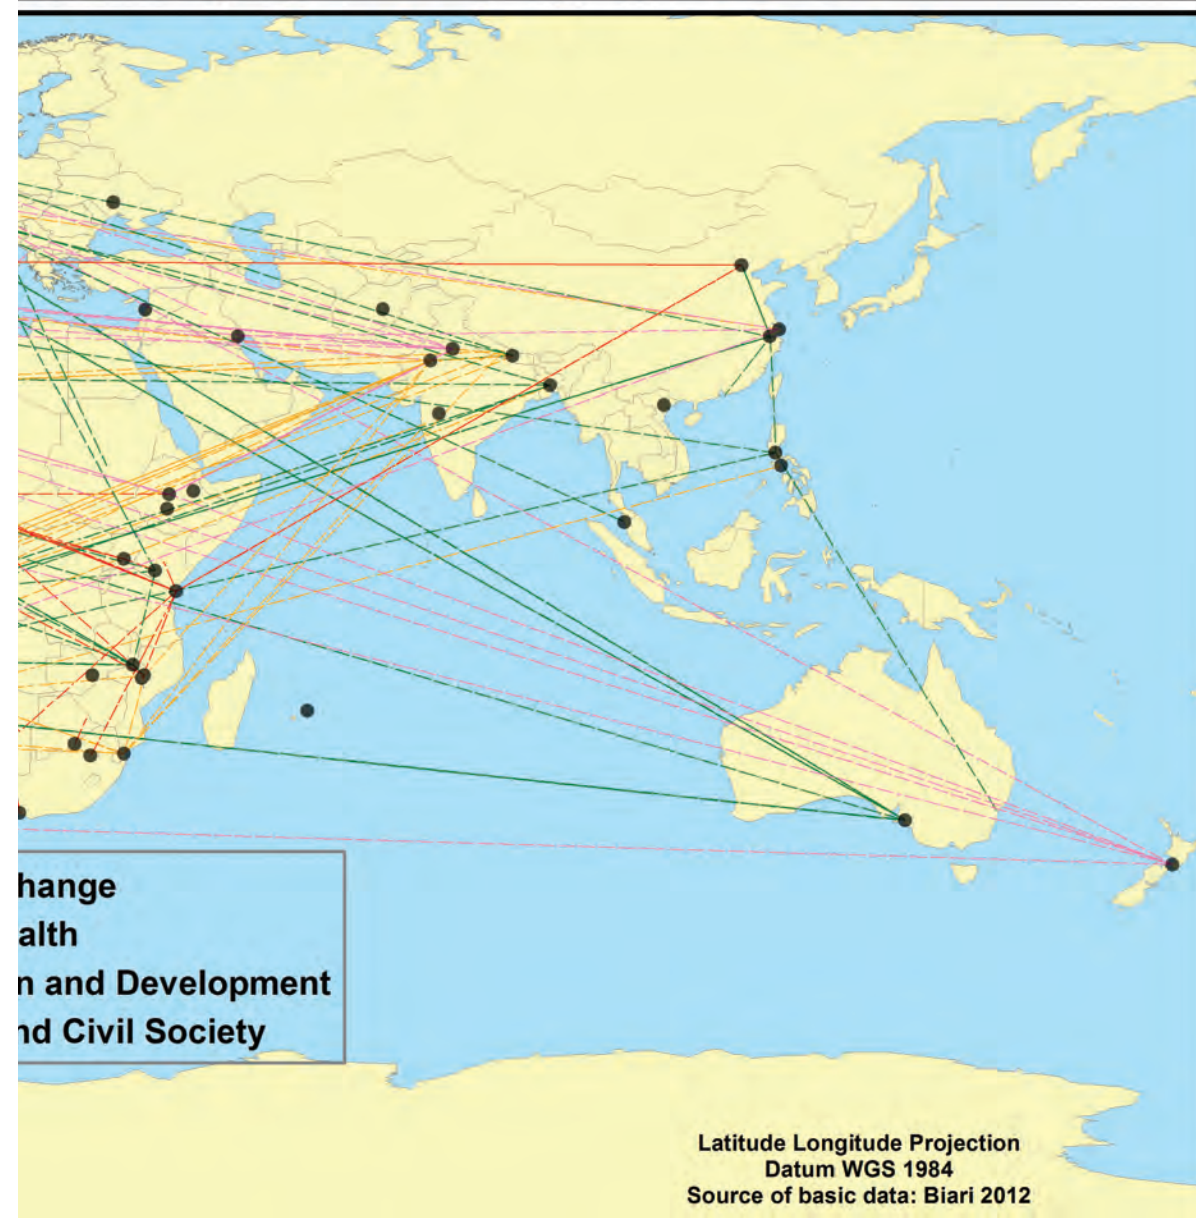 hange
alth
n and Development
nd Civil Society
Latitude Longitude Projection
Datum WGS 1984
Source of basic data: Biari 2012